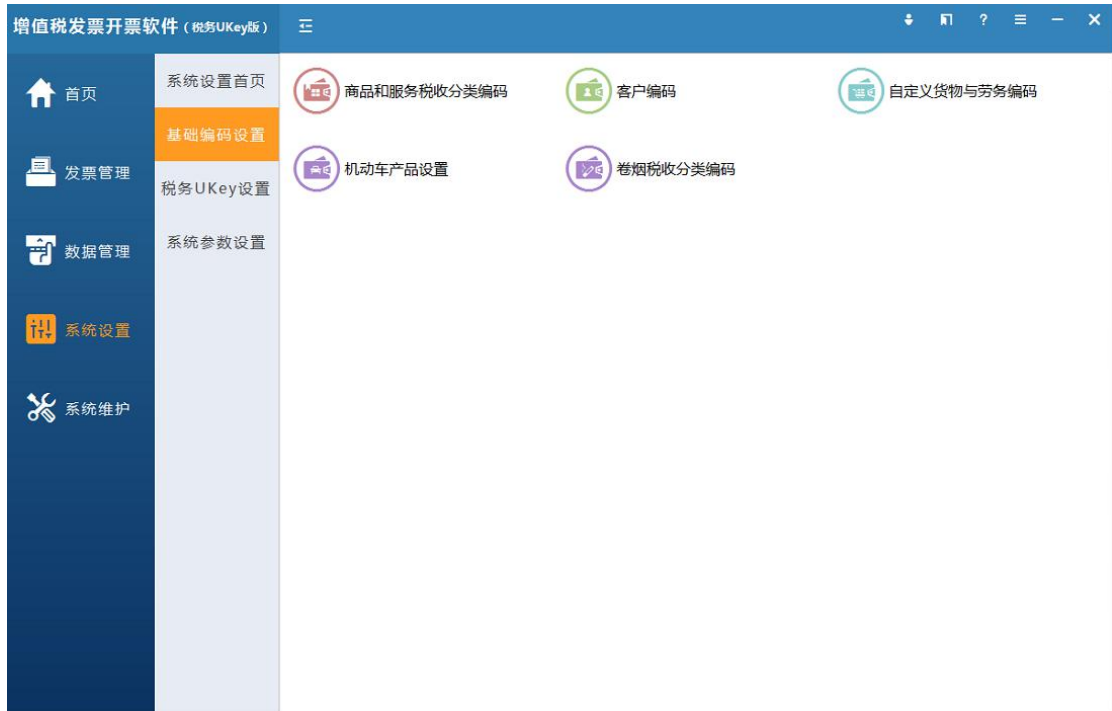 增值税发票开票软件（税务UKey版）
?
首页
发票管理
数据管理
系统设置
系统维护
系统设置首页
基础编码设置
税务UKey设置
系统参数设置
商品和服务税收分类编码
客户编码
自定义货物与劳务编码
机动车产品设置
卷烟税收分类编码